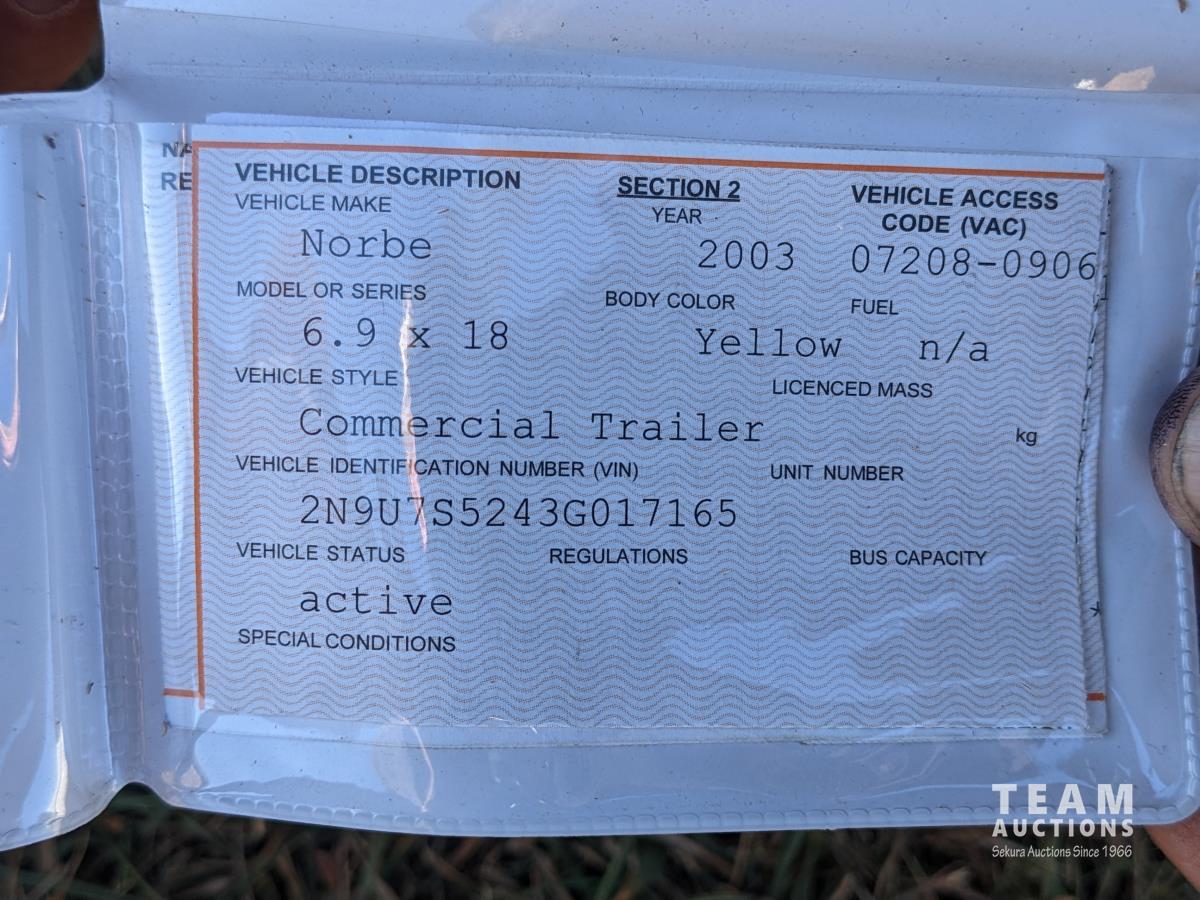 NA
RE
VEHICLE DESCRIPTION SECTION 2 VEHICLE ACCESS
VEHICLE MAKE YEAR CODE (VAC)
Norbe 2003 07208-0906
MODEL OR SERIES BODY COLOR FUEL
6.9 x 18 Yellow n/a
VEHICLE STYLE LICENCED MASS
Commercial Trailer kg
VEHICLE IDENTIFICATION NUMBER (VIN) UNIT NUMBER
2N9U7S5243G017165
VEHICLE STATUS REGULATIONS BUS CAPACITY
active
*
SPECIAL CONDITIONS
TEAM
AUCTIONS
Sekura Auctions Since 1966